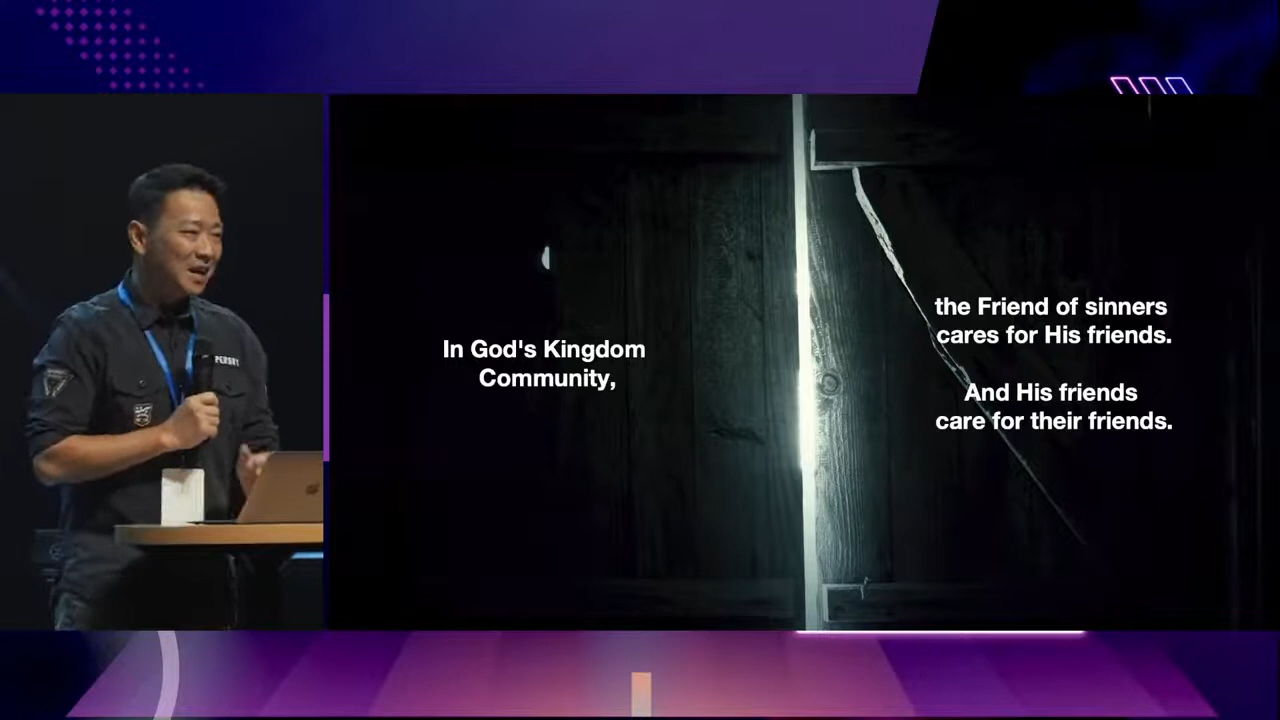 In God's Kingdom
Community,
the Friend of sinners
cares for His friends.
And His friends
care for their friends.